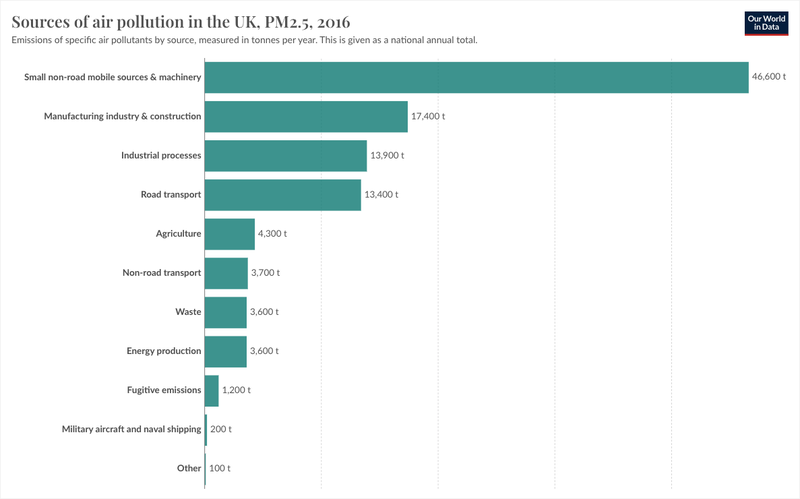 Sources of air pollution in the UK, PM2.5, 2016
Emissions of specific air pollutants by source, measured in tonnes per year. This is given as a national annual total.
Our World
in Data
Small non-road mobile sources & machinery 46,600 t
Manufacturing industry & construction 17,400 t
Industrial processes 13,900 t
Road transport 13,400 t
Agriculture 4,300 t
Non-road transport 3,700 t
Waste 3,600 t
Energy production 3,600 t
Fugitive emissions 1,200 t
Military aircraft and naval shipping 200 t
Other 100 t